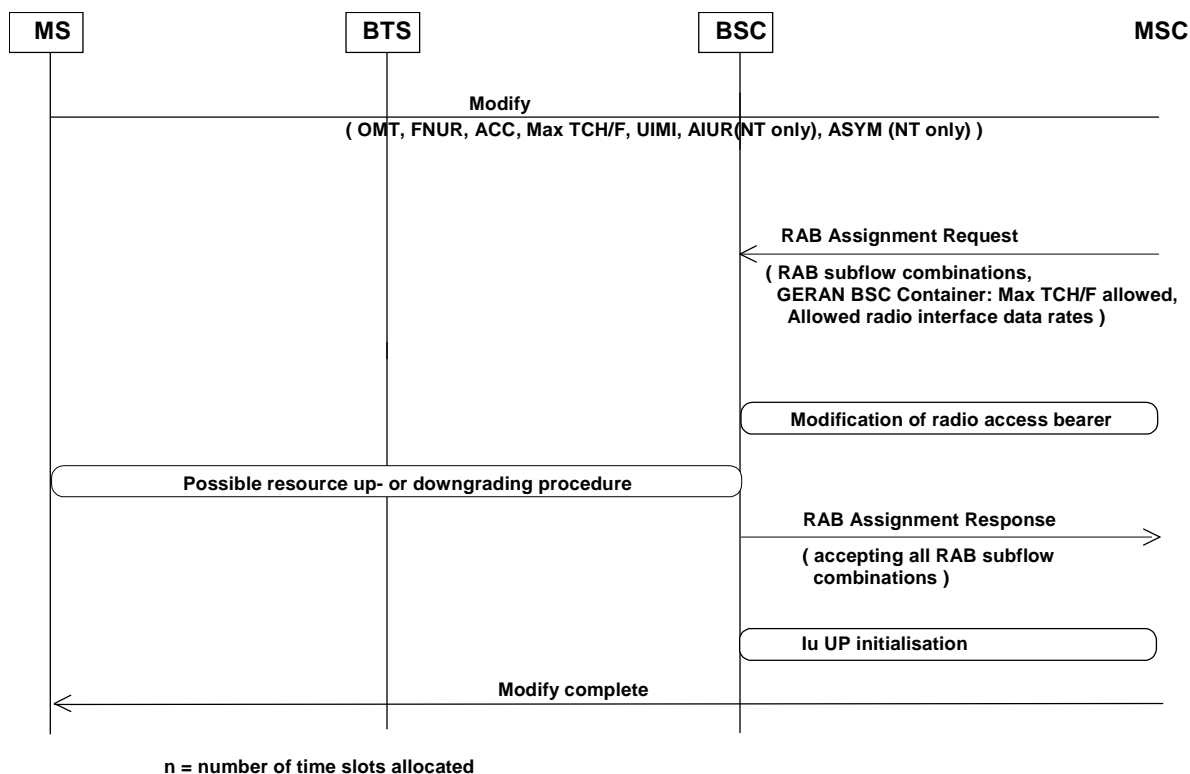 MS BTS BSC MSC
Modify
( OMT, FNUR, ACC, Max TCH/F, UIMI, AIUR(NT only), ASYM (NT only) )
RAB Assignment Request
( RAB subflow combinations,
GERAN BSC Container: Max TCH/F allowed,
Allowed radio interface data rates )
Modification of radio access bearer
Possible resource up- or downgrading procedure
RAB Assignment Response
( accepting all RAB subflow
combinations )
Iu UP initialisation
Modify complete
n = number of time slots allocated